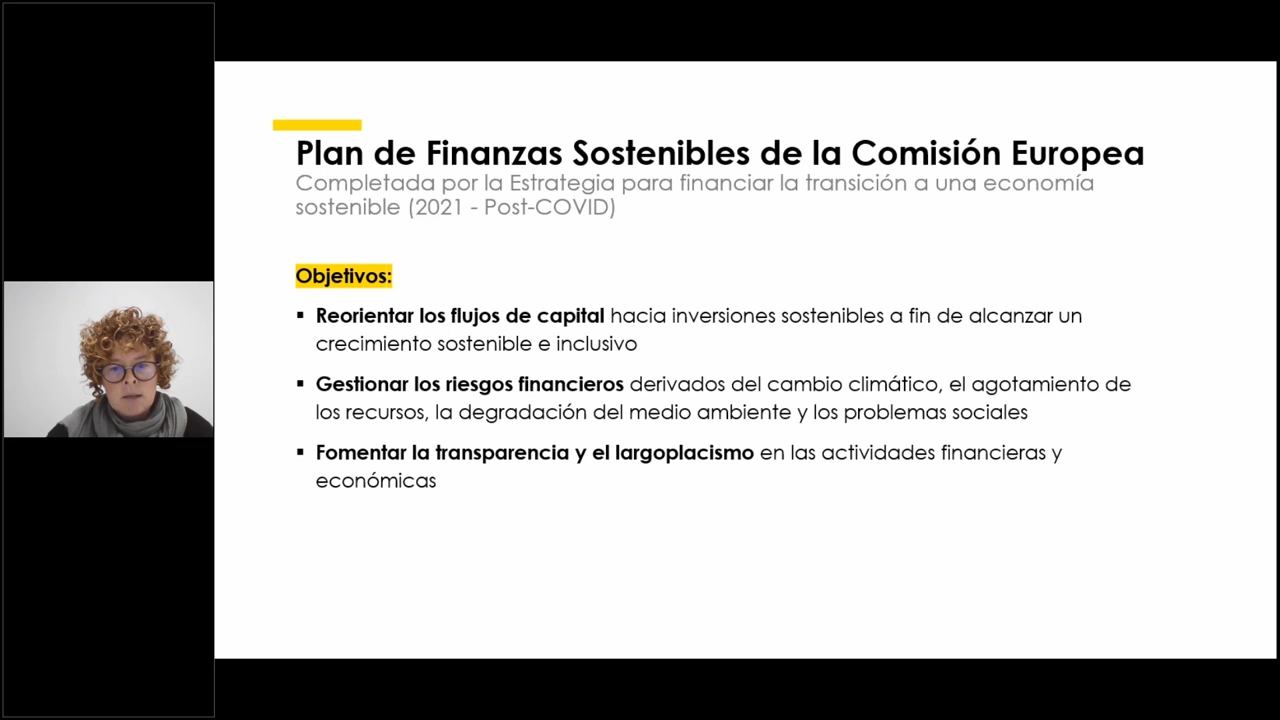 Plan de Finanzas Sostenibles de la Comisión Europea
Completada por la Estrategia para financiar la transición a una economía
sostenible (2021 - Post-COVID)
Objetivos:
▪ Reorientar los flujos de capital hacia inversiones sostenibles a fin de alcanzar un
crecimiento sostenible e inclusivo
▪ Gestionar los riesgos financieros derivados del cambio climático, el agotamiento de
los recursos, la degradación del medio ambiente y los problemas sociales
▪ Fomentar la transparencia y el largoplacismo en las actividades financieras y
económicas